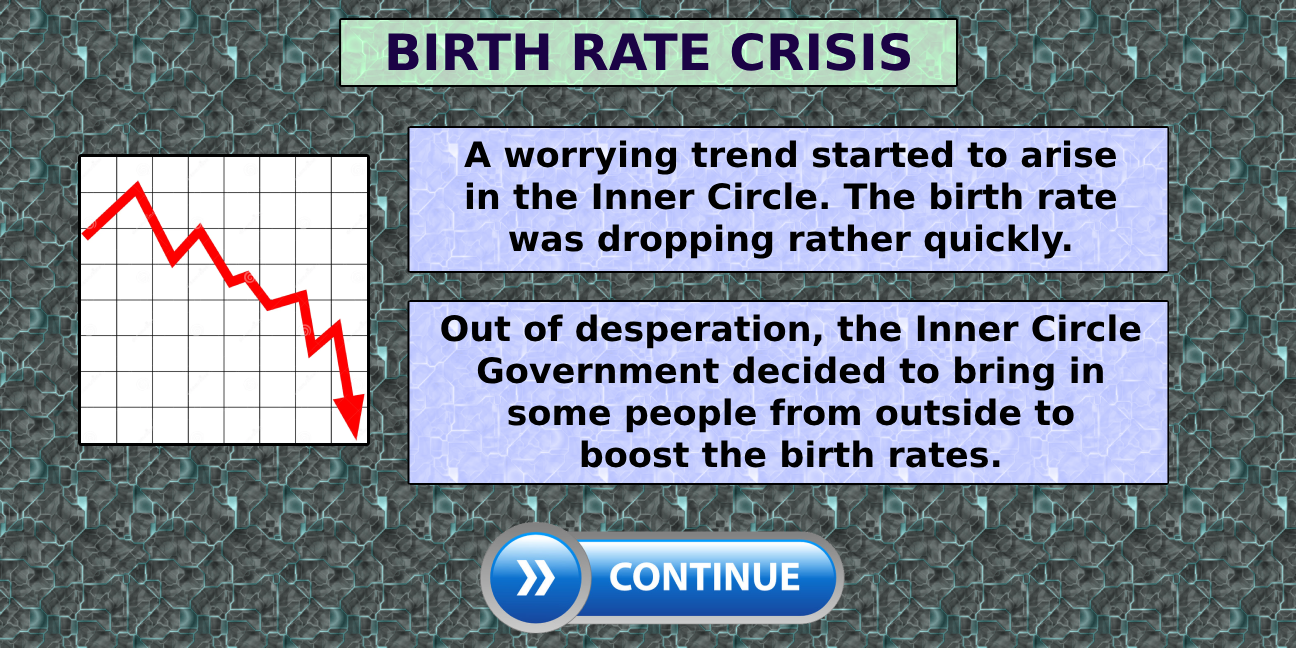 BIRTH RATE CRISIS
A worrying trend started to arise
in the Inner Circle. The birth rate
was dropping rather quickly.
Out of desperation, the Inner Circle
Government decided to bring in
some people from outside to
boost the birth rates.
CONTINUE